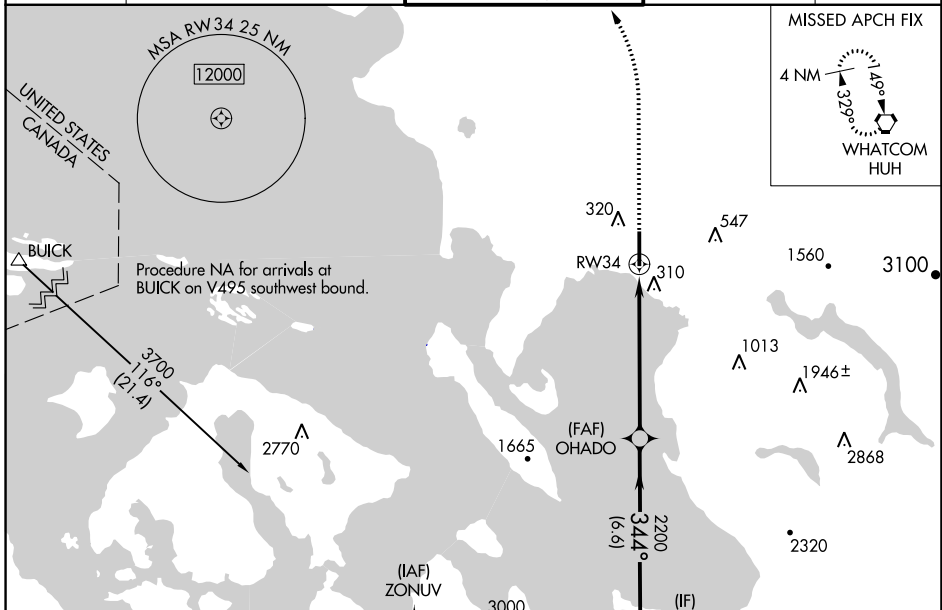 MSA RW34 25 NM
12000
MISSED APCH FIX
4 NM
149°
329°
WHATCOM
HUH
UNITED STATES
CANADA
320
547
BUICK
RW34
310
1560
3100
Procedure NA for arrivals at
BUICK on V495 southwest bound.
3700
116°
(21.4)
1013
1946±
2770
1665
(FAF)
OHADO
2868
2200
344°
(6.6)
2320
(IAF)
ZONUV
3000
(IF)